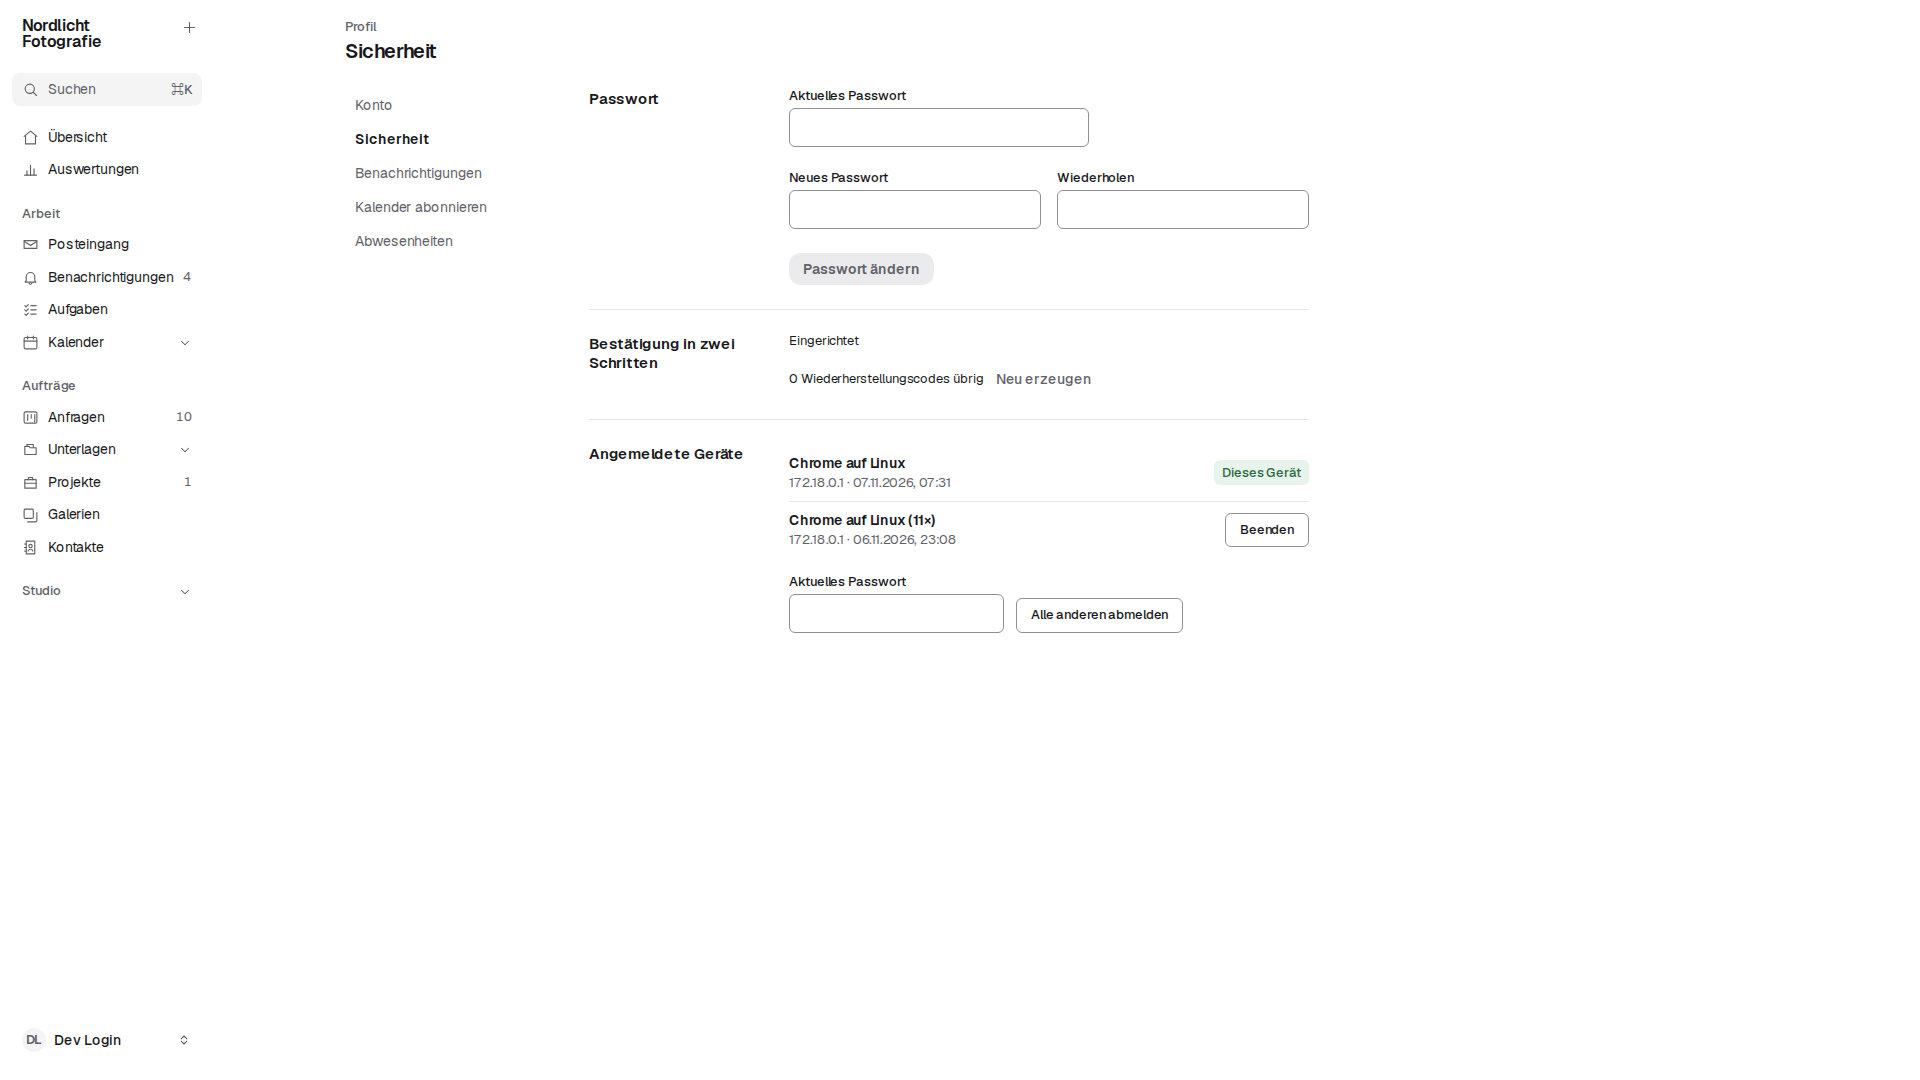 Nordlicht
Fotografie
Suchen ⌘K
Übersicht
Auswertungen
Arbeit
Posteingang
Benachrichtigungen 4
Aufgaben
Kalender
Aufträge
Anfragen 10
Unterlagen
Projekte 1
Galerien
Kontakte
Studio
DL Dev Login
Profil
Sicherheit
Konto
Sicherheit
Benachrichtigungen
Kalender abonnieren
Abwesenheiten
Passwort
Aktuelles Passwort
Neues Passwort Wiederholen
Passwort ändern
Bestätigung in zwei
Schritten
Eingerichtet
0 Wiederherstellungscodes übrig Neu erzeugen
Angemeldete Geräte
Chrome auf Linux
172.18.0.1 · 07.11.2026, 07:31
Dieses Gerät
Chrome auf Linux (11×)
172.18.0.1 · 06.11.2026, 23:08
Beenden
Aktuelles Passwort
Alle anderen abmelden